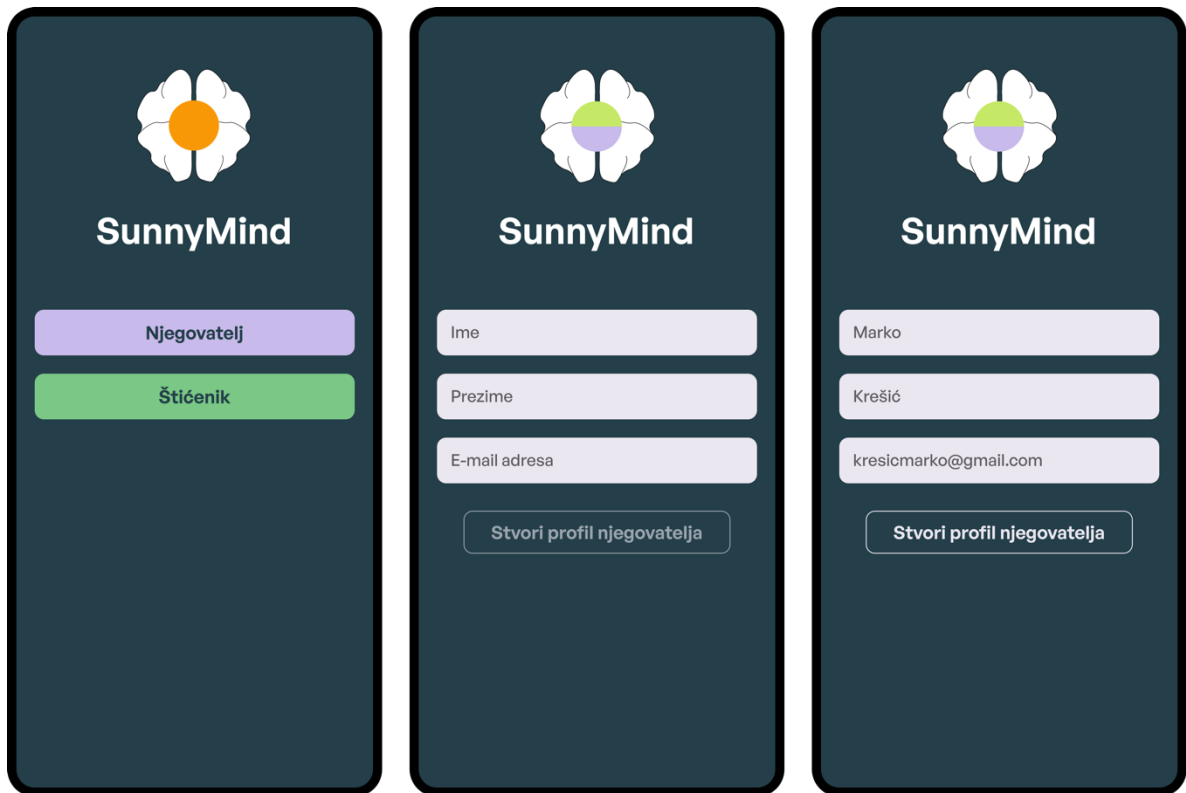 SunnyMind
Njegovatelj
Štićenik
SunnyMind
Ime
Prezime
E-mail adresa
Stvori profil njegovatelja
SunnyMind
Marko
Krešić
kresicmarko@gmail.com
Stvori profil njegovatelja